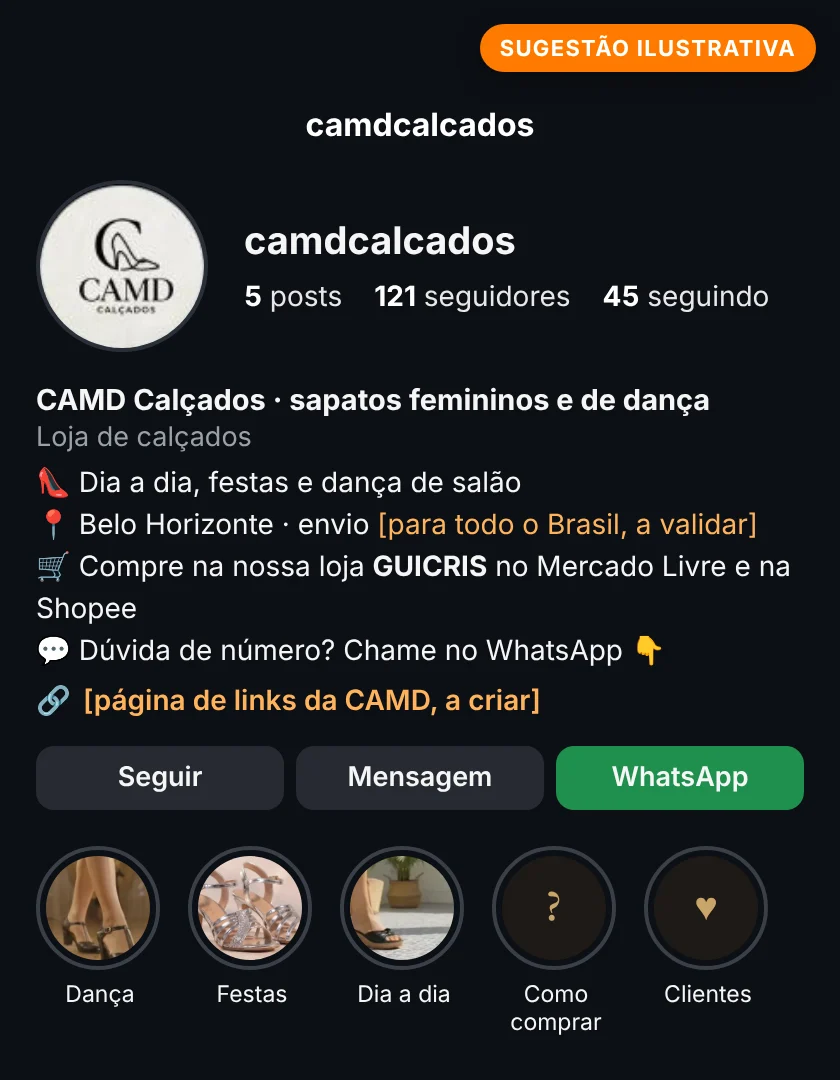 SUGESTÃO ILUSTRATIVA
camdcalcados
CAMD
CALÇADOS
camdcalcados
5 posts 121 seguidores 45 seguindo
CAMD Calçados · sapatos femininos e de dança
Loja de calçados
👠 Dia a dia, festas e dança de salão
📍 Belo Horizonte · envio [para todo o Brasil, a validar]
🛒 Compre na nossa loja GUICRIS no Mercado Livre e na
Shopee
💬 Dúvida de número? Chame no WhatsApp 👇
🔗 [página de links da CAMD, a criar]
Seguir Mensagem WhatsApp
? ♥
Dança Festas Dia a dia Como comprar Clientes